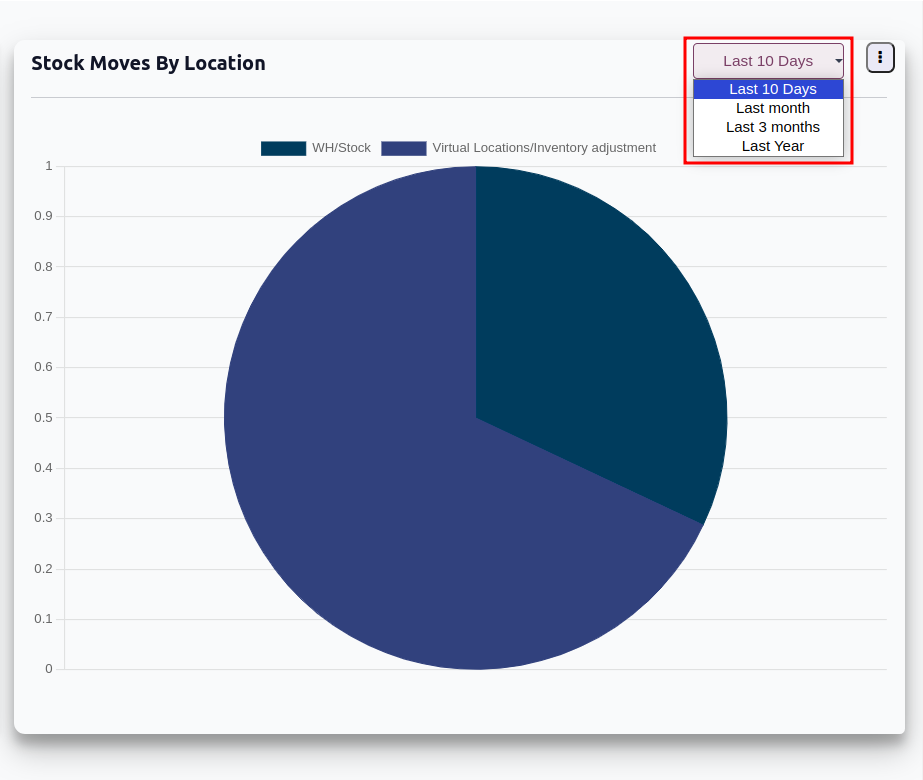 Stock Moves By Location
Last 10 Days
Last 10 Days
Last month
Last 3 months
Last Year
WH/Stock
Virtual Locations/Inventory adjustment
1
0.9
0.8
0.7
0.6
0.5
0.4
0.3
0.2
0.1
0